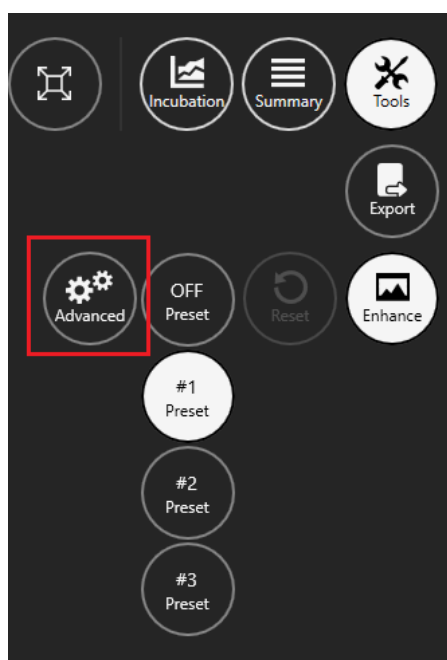 Incubation
Summary
Tools
Export
Advanced
OFF
Preset
Reset
Enhance
#1
Preset
#2
Preset
#3
Preset